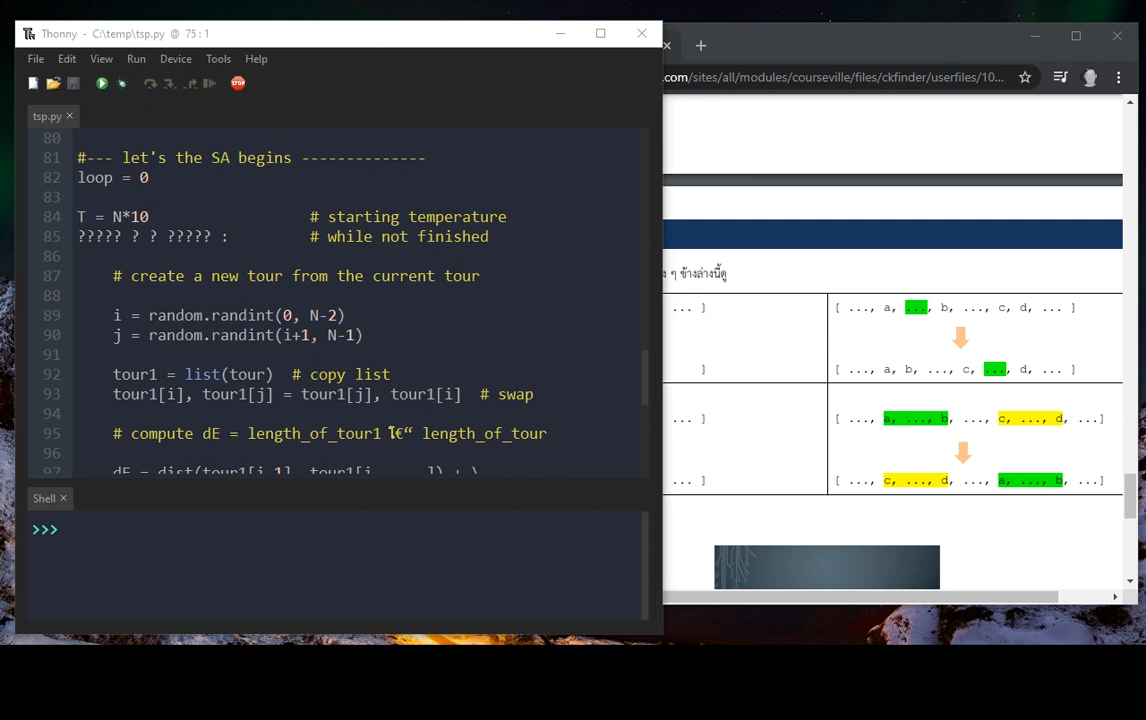 Thonny - C:\temp\tsp.py @ 75:1
File Edit View Run Device Tools Help
STOP
tsp.py ×
80
81 #--- let's the SA begins --------------
82 loop = 0
83
84 T = N*10 # starting temperature
85 ????? ? ? ????? : # while not finished
86
87 # create a new tour from the current tour
88
89 i = random.randint(0, N-2)
90 j = random.randint(i+1, N-1)
91
92 tour1 = list(tour) # copy list
93 tour1[i], tour1[j] = tour1[j], tour1[i] # swap
94
95 # compute dE = length_of_tour1 โ€“ length_of_tour
96
97
Shell ×
>>>
.com/sites/all/modules/courseville/files/ckfinder/userfiles/10...
ง ๆ ข้างล่างนี้ดู
... ]
[ ..., a, ..., b, ..., c, d, ... ]
]
[ ..., a, b, ..., c, ..., d, ... ]
... ]
[ ..., a, ..., b, ..., c, ..., d, ...]
... ]
[ ..., c, ..., d, ..., a, ..., b, ...]